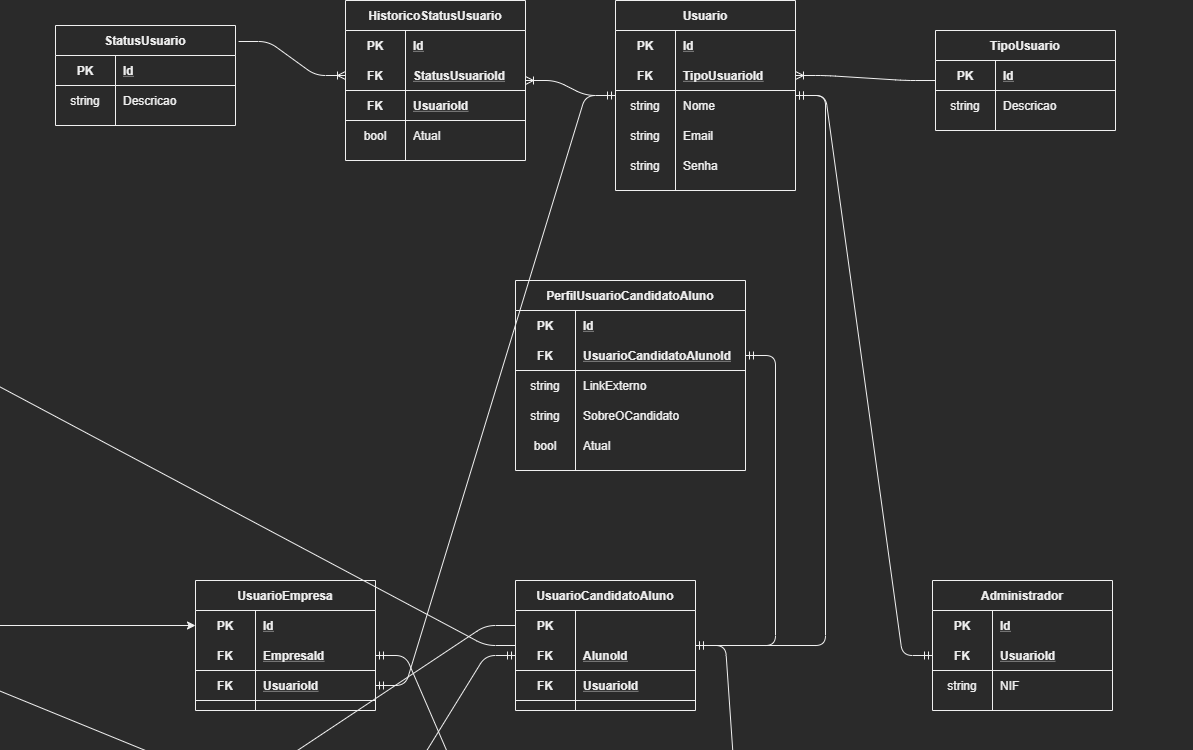 StatusUsuario
PK Id
string Descricao
HistoricoStatusUsuario
PK Id
FK StatusUsuarioId
FK UsuarioId
bool Atual
Usuario
PK Id
FK TipoUsuarioId
string Nome
string Email
string Senha
TipoUsuario
PK Id
string Descricao
PerfilUsuarioCandidatoAluno
PK Id
FK UsuarioCandidatoAlunoId
string LinkExterno
string SobreOCandidato
bool Atual
UsuarioEmpresa
PK Id
FK EmpresaId
FK UsuarioId
UsuarioCandidatoAluno
PK
FK AlunoId
FK UsuarioId
Administrador
PK Id
FK UsuarioId
string NIF